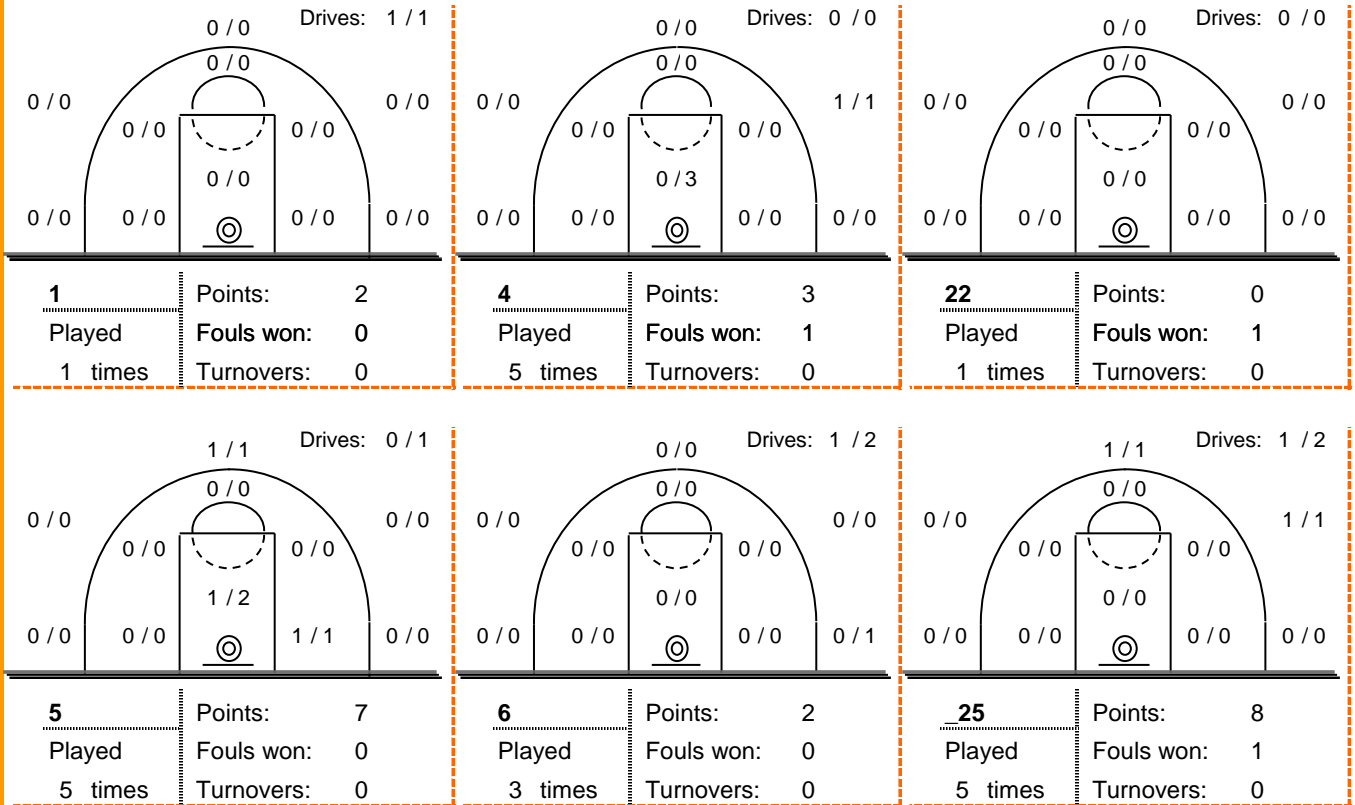 Drives: 1 / 1
0 / 0
0 / 0
0 / 0
0 / 0
0 / 0
0 / 0
0 / 0
0 / 0
0 / 0
0 / 0
0 / 0
1
Points: 2
Played
Fouls won: 0
1 times
Turnovers: 0
Drives: 0 / 0
0 / 0
0 / 0
0 / 0
1 / 1
0 / 0
0 / 0
0 / 3
0 / 0
0 / 0
0 / 0
0 / 0
4
Points: 3
Played
Fouls won: 1
5 times
Turnovers: 0
Drives: 0 / 0
0 / 0
0 / 0
0 / 0
0 / 0
0 / 0
0 / 0
0 / 0
0 / 0
0 / 0
0 / 0
0 / 0
22
Points: 0
Played
Fouls won: 1
1 times
Turnovers: 0
Drives: 0 / 1
1 / 1
0 / 0
0 / 0
0 / 0
0 / 0
0 / 0
1 / 2
0 / 0
0 / 0
1 / 1
0 / 0
5
Points: 7
Played
Fouls won: 0
5 times
Turnovers: 0
Drives: 1 / 2
0 / 0
0 / 0
0 / 0
0 / 0
0 / 0
0 / 0
0 / 0
0 / 0
0 / 0
0 / 0
0 / 1
6
Points: 2
Played
Fouls won: 0
3 times
Turnovers: 0
Drives: 1 / 2
1 / 1
0 / 0
0 / 0
1 / 1
0 / 0
0 / 0
0 / 0
0 / 0
0 / 0
0 / 0
0 / 0
_25
Points: 8
Played
Fouls won: 1
5 times
Turnovers: 0